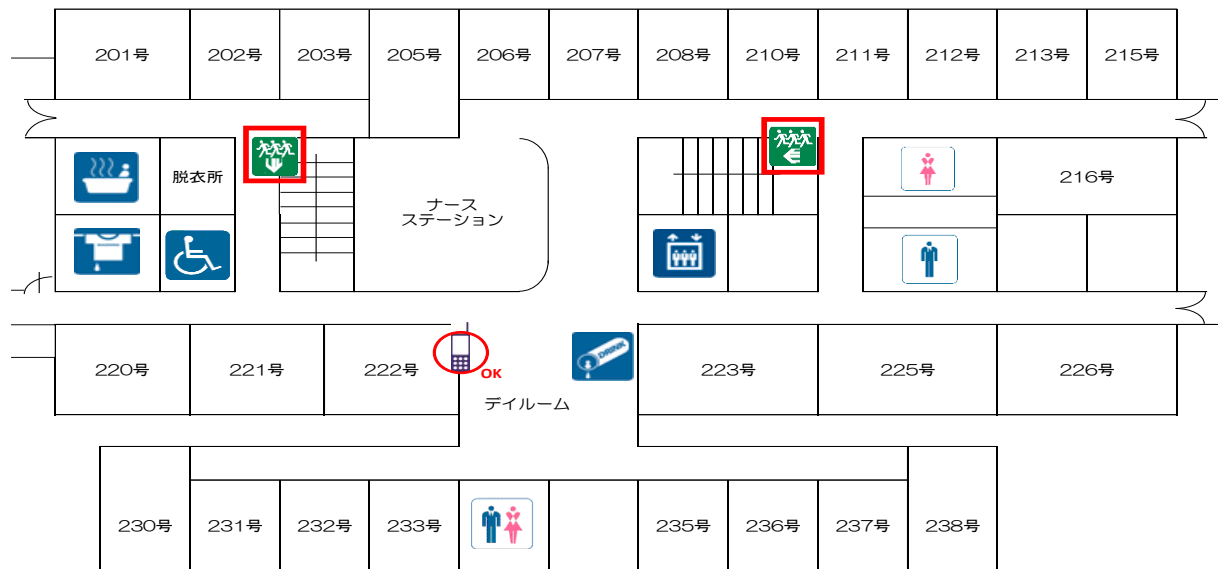 201号
202号
203号
205号
206号
207号
208号
210号
211号
212号
213号
215号
脱衣所
ナース
ステーション
216号
220号
221号
222号
OK
DRINK
223号
225号
226号
デイルーム
230号
231号
232号
233号
235号
236号
237号
238号